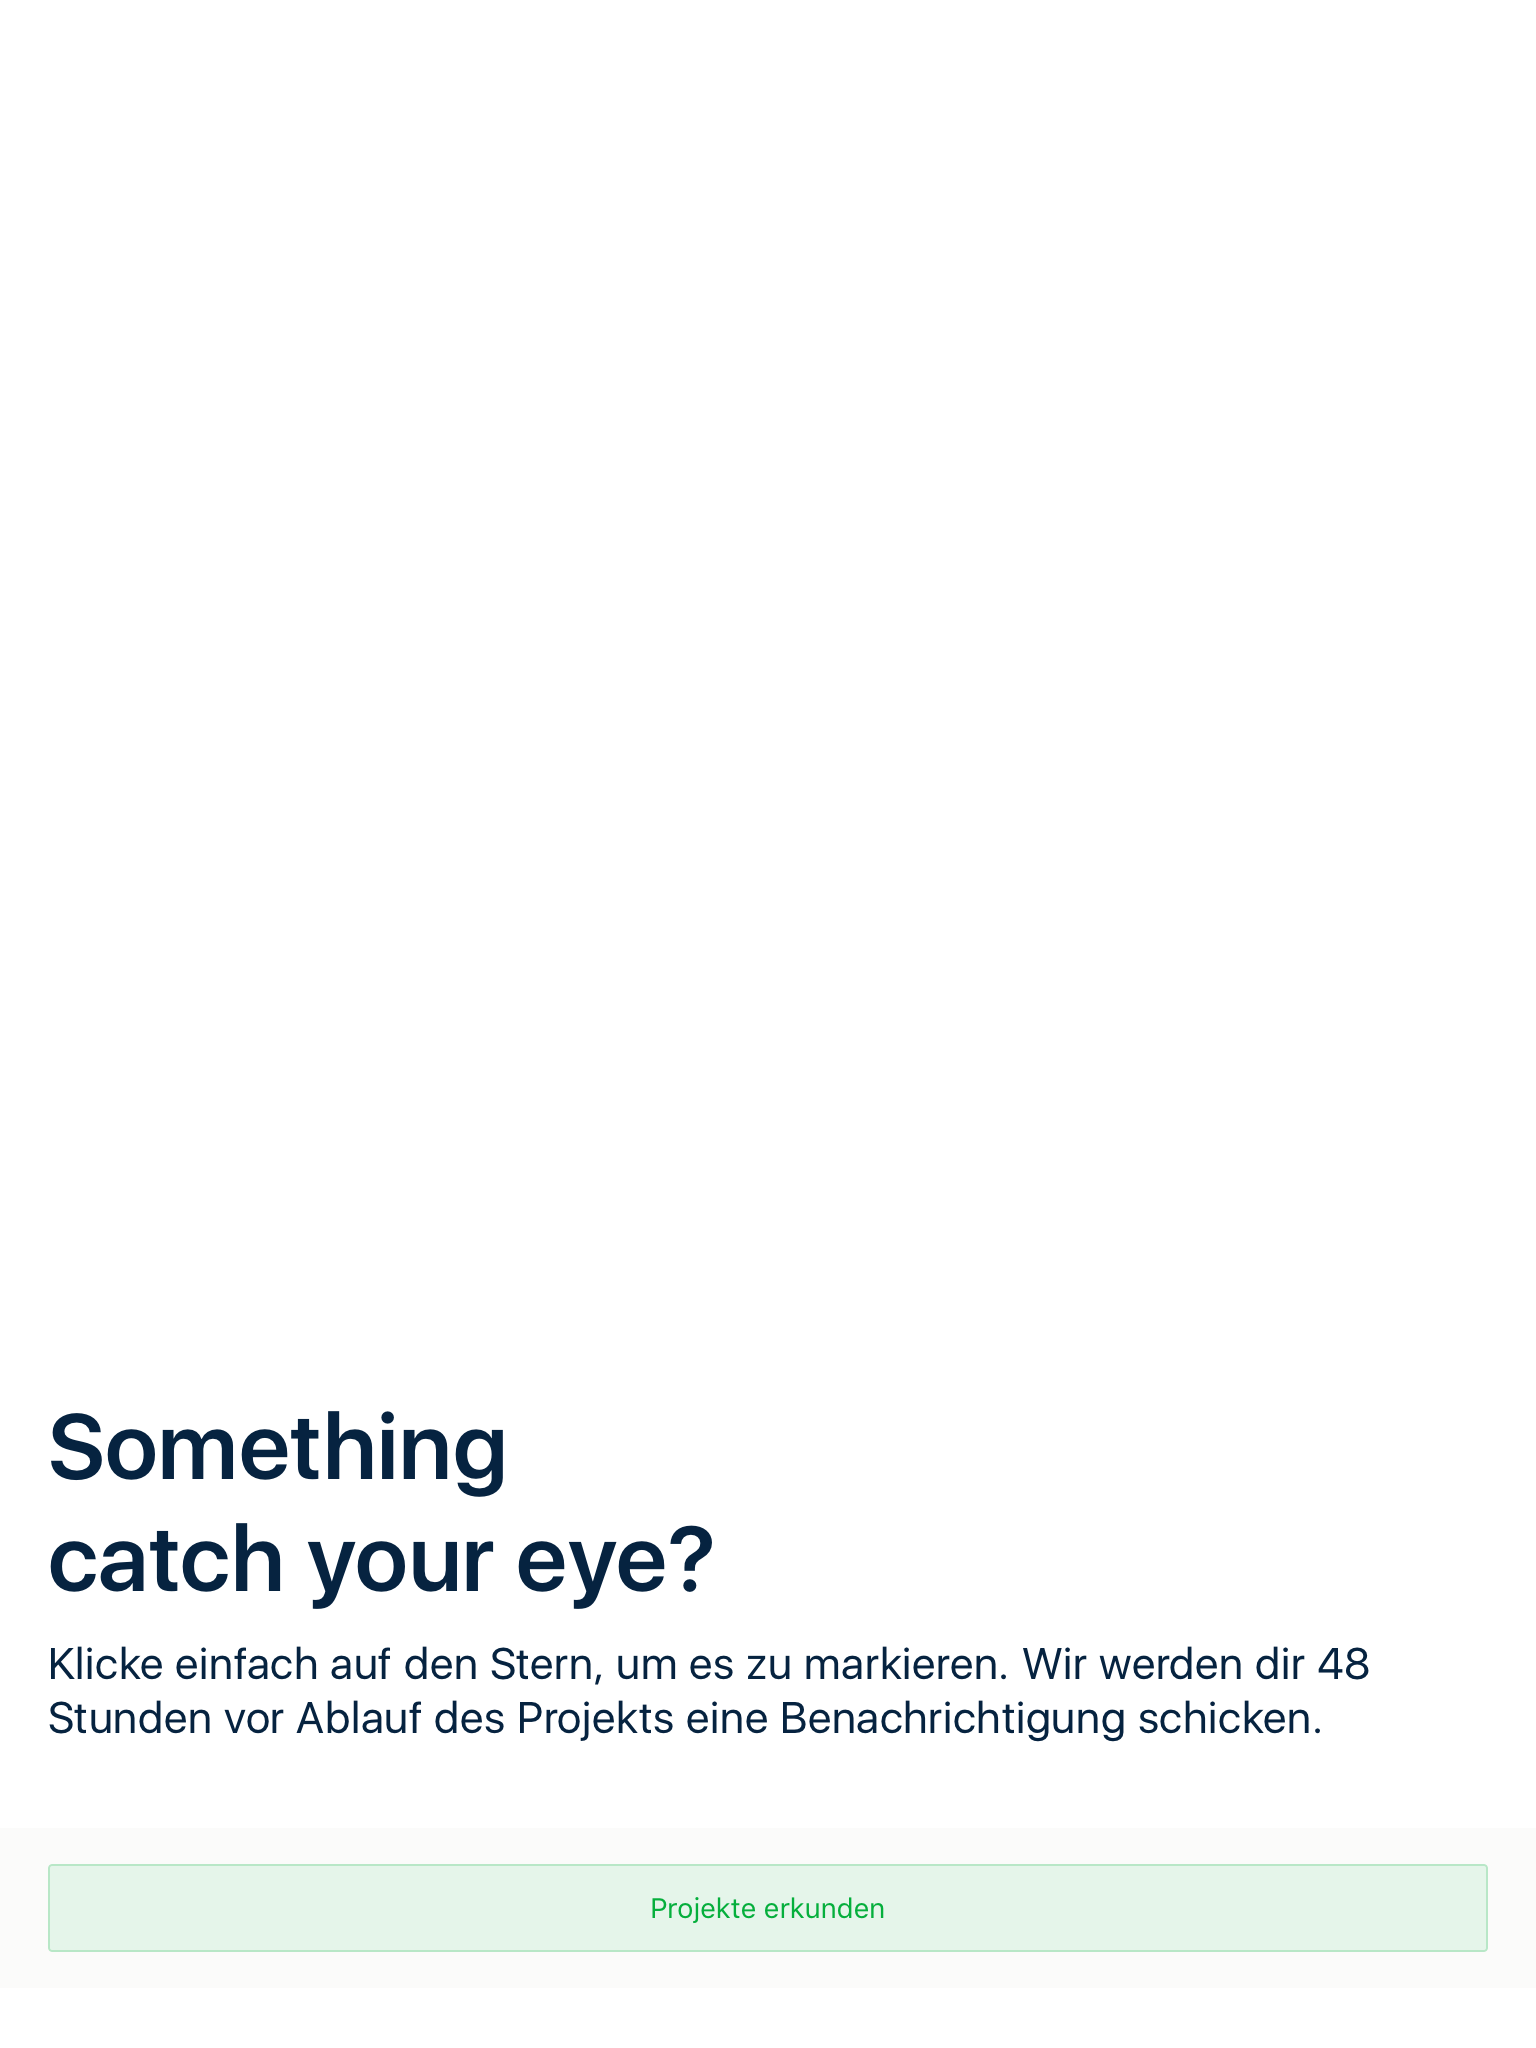 Something
catch your eye?
Klicke einfach auf den Stern, um es zu markieren. Wir werden dir 48
Stunden vor Ablauf des Projekts eine Benachrichtigung schicken.
Projekte erkunden